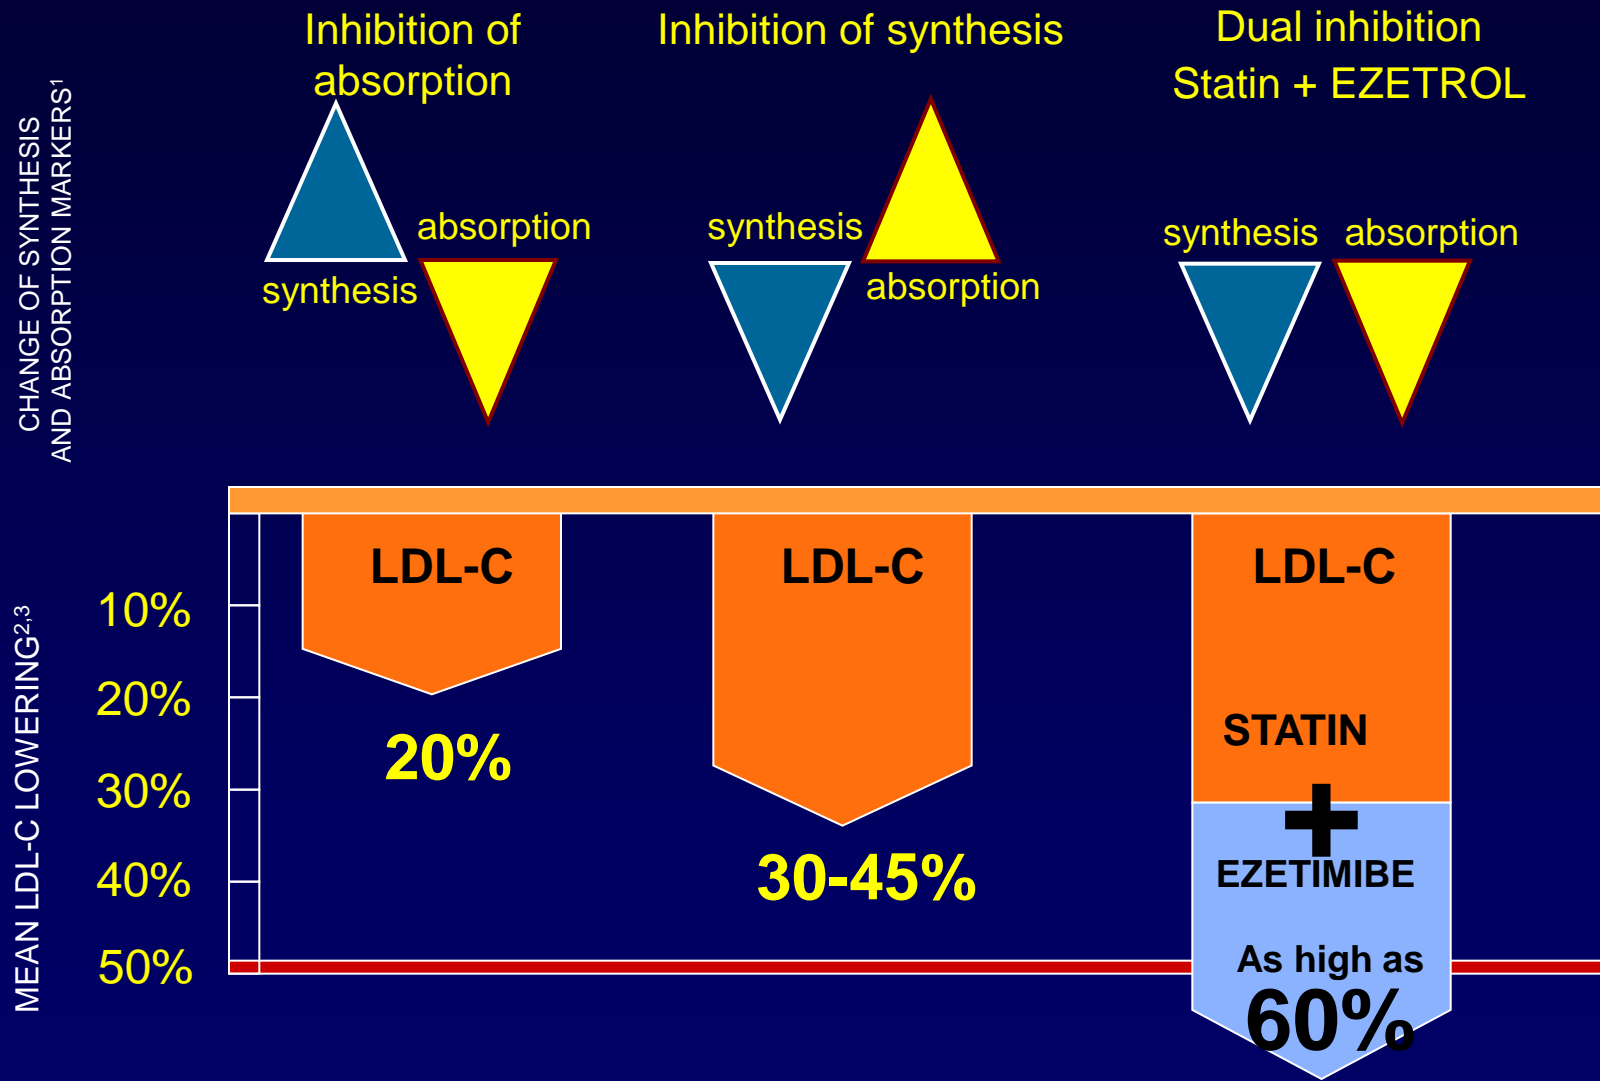 Inhibition of
absorption
Inhibition of synthesis
Dual inhibition
Statin + EZETROL
CHANGE OF SYNTHESIS
AND ABSORPTION MARKERS¹
absorption
synthesis
synthesis
absorption
synthesis
absorption
MEAN LDL-C LOWERING²,³
10%
20%
30%
40%
50%
LDL-C
20%
LDL-C
30-45%
LDL-C
STATIN
+
EZETIMIBE
As high as
60%